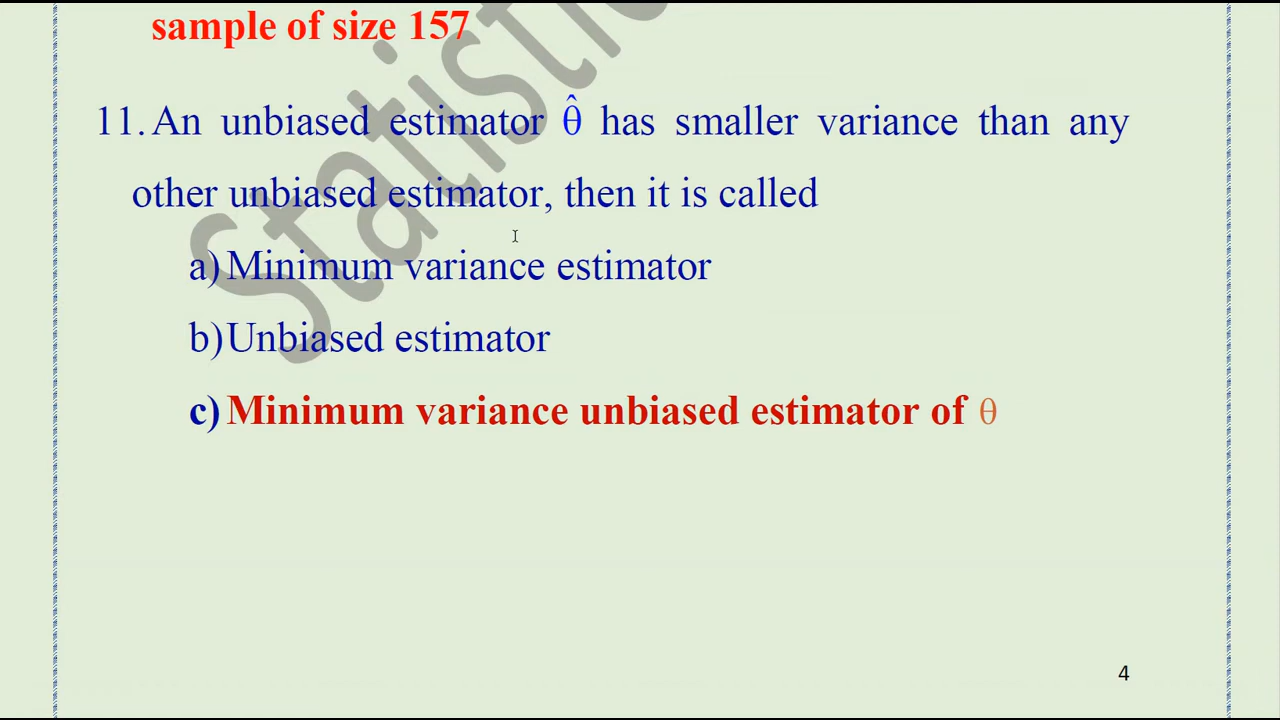 sample of size 157
11. An unbiased estimator θ̂ has smaller variance than any
other unbiased estimator, then it is called
a) Minimum variance estimator
b) Unbiased estimator
c) Minimum variance unbiased estimator of θ
4